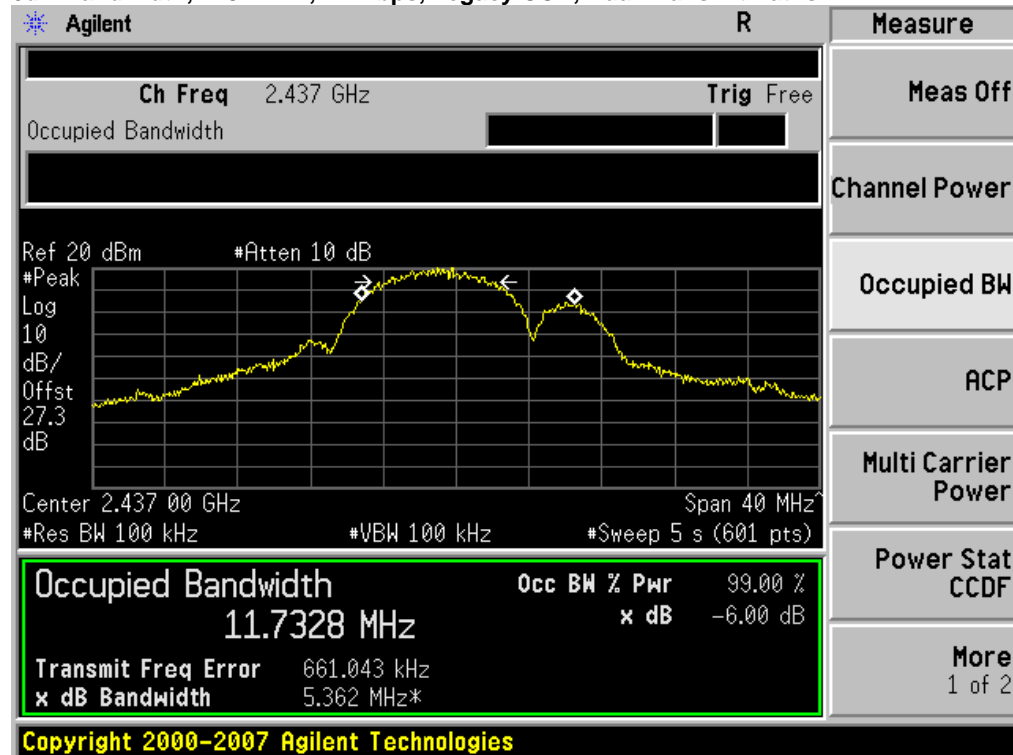 Agilent R Measure
Ch Freq 2.437 GHz Trig Free
Occupied Bandwidth
Meas Off
Channel Power
Occupied BW
ACP
Multi Carrier
Power
Power Stat
CCDF
More
1 of 2
Ref 20 dBm #Atten 10 dB
#Peak
Log
10
dB/
Offst
27.3
dB
Center 2.437 00 GHz Span 40 MHz^
#Res BW 100 kHz #VBW 100 kHz #Sweep 5 s (601 pts)
Occupied Bandwidth Occ BW % Pwr 99.00 %
11.7328 MHz x dB -6.00 dB
Transmit Freq Error 661.043 kHz
x dB Bandwidth 5.362 MHz*
Copyright 2000-2007 Agilent Technologies